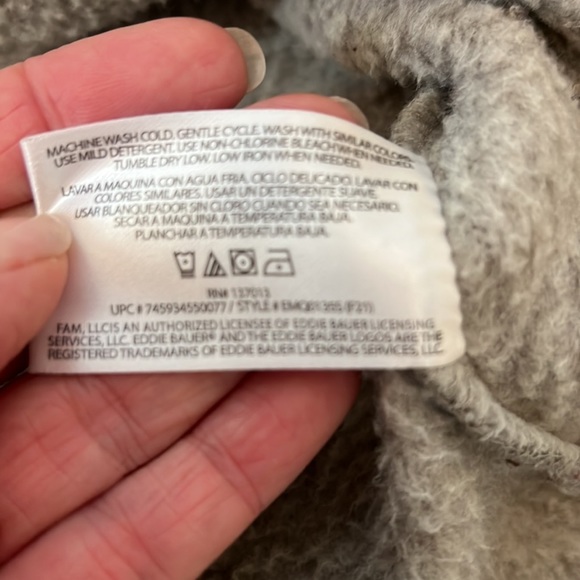 MACHINE WASH COLD. GENTLE CYCLE. WASH WITH SIMILAR COLORS.
USE MILD DETERGENT. USE NON-CHLORINE BLEACH WHEN NEEDED.
TUMBLE DRY LOW. LOW IRON WHEN NEEDED.
LAVAR A MAQUINA CON AGUA FRIA. CICLO DELICADO. LAVAR CON
COLORES SIMILARES. USAR UN DETERGENTE SUAVE.
USAR BLANQUEADOR SIN CLORO CUANDO SEA NECESARIO.
SECAR A MAQUINA A TEMPERATURA BAJA.
PLANCHAR A TEMPERATURA BAJA.
RN# 137013
UPC # 745934550077 / STYLE # (F21)
FAM, LLC IS AN AUTHORIZED LICENSEE OF EDDIE BAUER LICENSING
SERVICES, LLC. EDDIE BAUER® AND THE EDDIE BAUER LOGOS ARE THE
REGISTERED TRADEMARKS OF EDDIE BAUER LICENSING SERVICES, LLC.